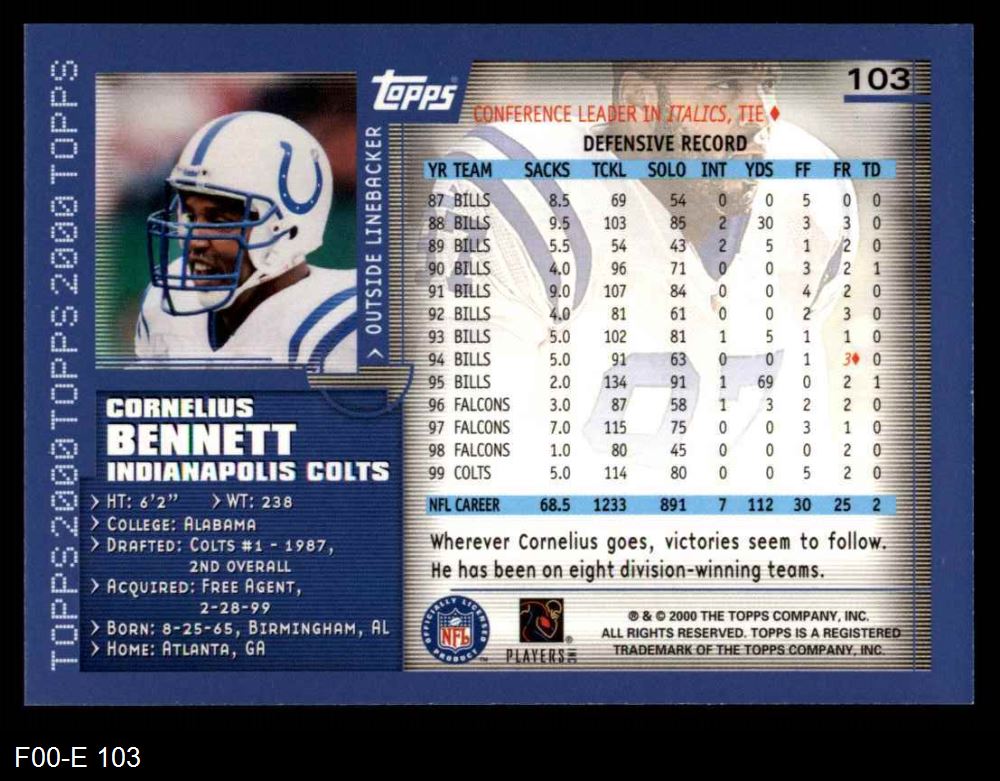 TOPPS 2000 TOPPS 2000 TOPPS 2000 TOPPS
TOPPS
103
CONFERENCE LEADER IN ITALICS, TIE ♦
DEFENSIVE RECORD
YR TEAM SACKS TCKL SOLO INT YDS FF FR TD
87 BILLS 8.5 69 54 0 0 5 0 0
88 BILLS 9.5 103 85 2 30 3 3 0
89 BILLS 5.5 54 43 2 5 1 2 0
90 BILLS 4.0 96 71 0 0 3 2 1
91 BILLS 9.0 107 84 0 0 4 2 0
92 BILLS 4.0 81 61 0 0 2 3 0
93 BILLS 5.0 102 81 1 5 1 1 0
94 BILLS 5.0 91 63 0 0 1 3♦ 0
95 BILLS 2.0 134 91 1 69 0 2 1
96 FALCONS 3.0 87 58 1 3 2 2 0
97 FALCONS 7.0 115 75 0 0 3 1 0
98 FALCONS 1.0 80 45 0 0 0 2 0
99 COLTS 5.0 114 80 0 0 5 2 0
NFL CAREER 68.5 1233 891 7 112 30 25 2
Wherever Cornelius goes, victories seem to follow.
He has been on eight division-winning teams.
> OUTSIDE LINEBACKER
CORNELIUS
BENNETT
INDIANAPOLIS COLTS
> HT: 6'2" > WT: 238
> COLLEGE: ALABAMA
> DRAFTED: COLTS #1 - 1987,
2ND OVERALL
> ACQUIRED: FREE AGENT,
2-28-99
> BORN: 8-25-65, BIRMINGHAM, AL
> HOME: ATLANTA, GA
OFFICIALLY LICENSED
NFL
PRODUCT ™
PLAYERS INC ®
® & © 2000 THE TOPPS COMPANY, INC.
ALL RIGHTS RESERVED. TOPPS IS A REGISTERED
TRADEMARK OF THE TOPPS COMPANY, INC.
F00-E 103